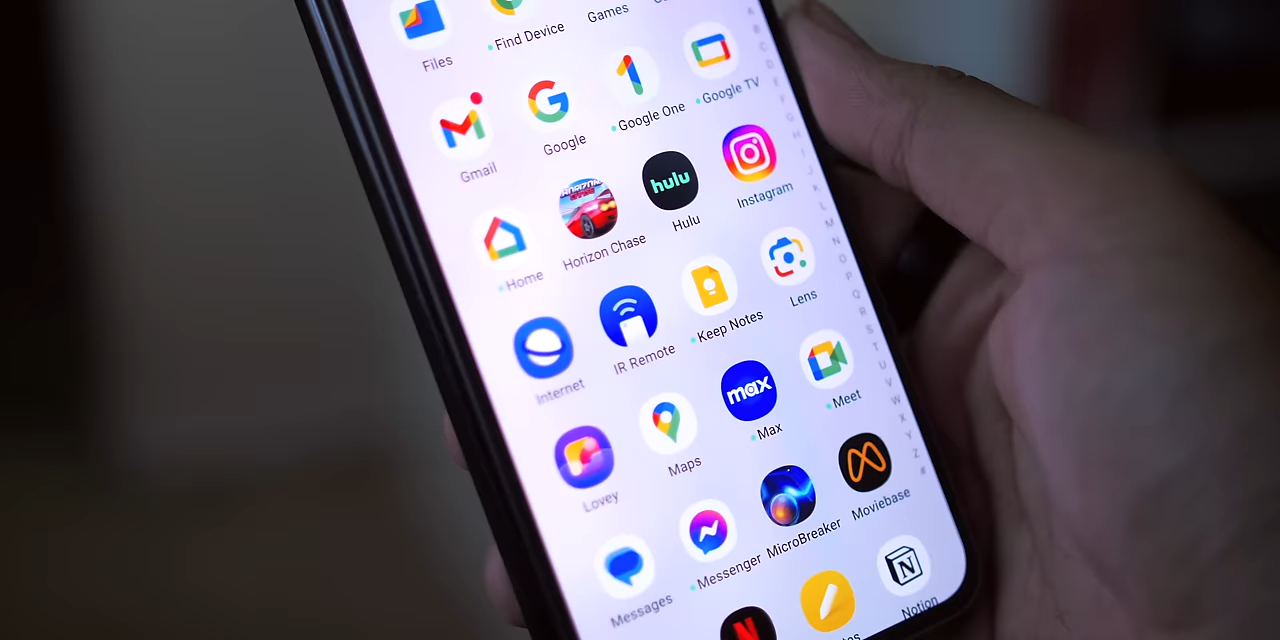 Files
Find Device
Games
Gmail
Google
Google One
Google TV
Home
Horizon Chase
hulu
Hulu
Instagram
Internet
IR Remote
Keep Notes
Lens
Lovey
Maps
max
Max
Meet
Messages
Messenger
MicroBreaker
Moviebase
N
N
Notion
A
B
C
D
E
F
G
H
I
J
K
L
M
N
O
P
Q
R
S
T
U
V
W
X
Y
Z
#